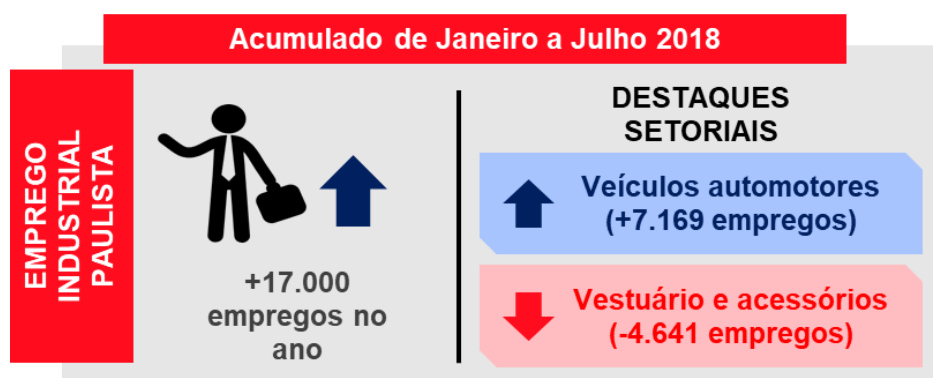 Acumulado de Janeiro a Julho 2018
EMPREGO
INDUSTRIAL
PAULISTA
+17.000
empregos no
ano
DESTAQUES
SETORIAIS
Veículos automotores
(+7.169 empregos)
Vestuário e acessórios
(-4.641 empregos)